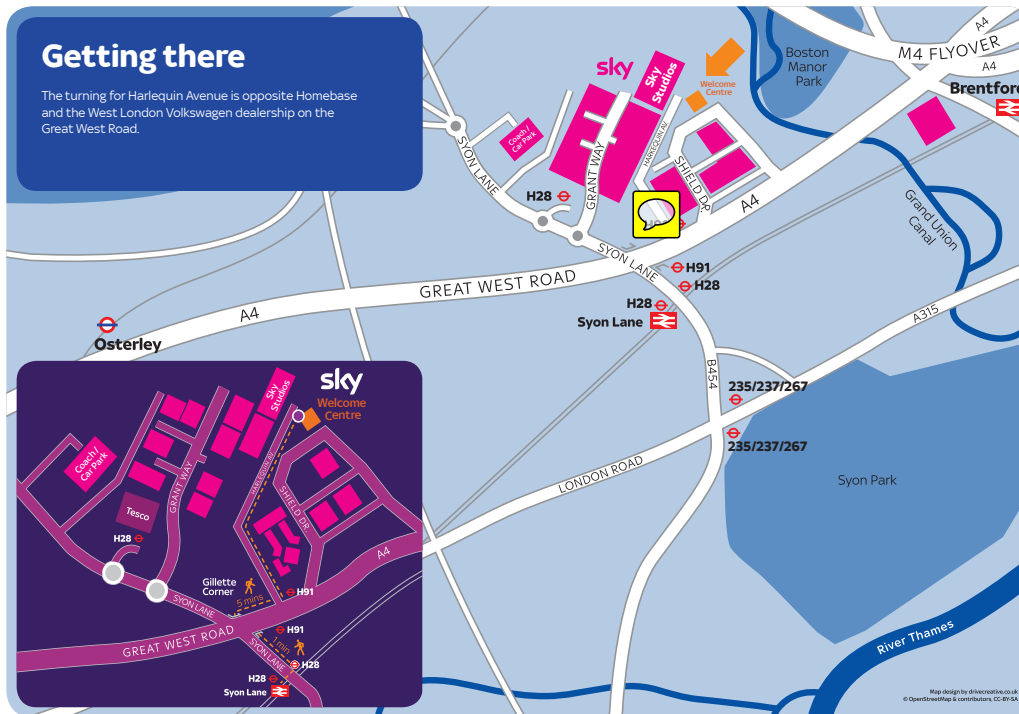 Getting there
The turning for Harlequin Avenue is opposite Homebase
and the West London Volkswagen dealership on the
Great West Road.
sky
Sky
Studios
Welcome
Centre
Boston
Manor
Park
A4
M4 FLYOVER
A4
Brentford
Coach /
Car Park
SYON LANE
GRANT WAY
HARLEQUIN AV
SHIELD DR.
H28
A4
Grand Union
Canal
SYON LANE
H91
H28
H28
Syon Lane
GREAT WEST ROAD
A4
A315
Osterley
B454
235/237/267
235/237/267
LONDON ROAD
Syon Park
River Thames
sky
Welcome
Centre
Sky
Studios
Coach /
Car Park
GRANT WAY
HARLEQUIN AV
SHIELD DR
Tesco
H28
A4
Gillette
Corner
5 mins
H91
SYON LANE
GREAT WEST ROAD
H91
1 min
SYON LANE
H28
H28
Syon Lane
Map design by drivecreative.co.uk
© OpenStreetMap & contributors, CC-BY-SA